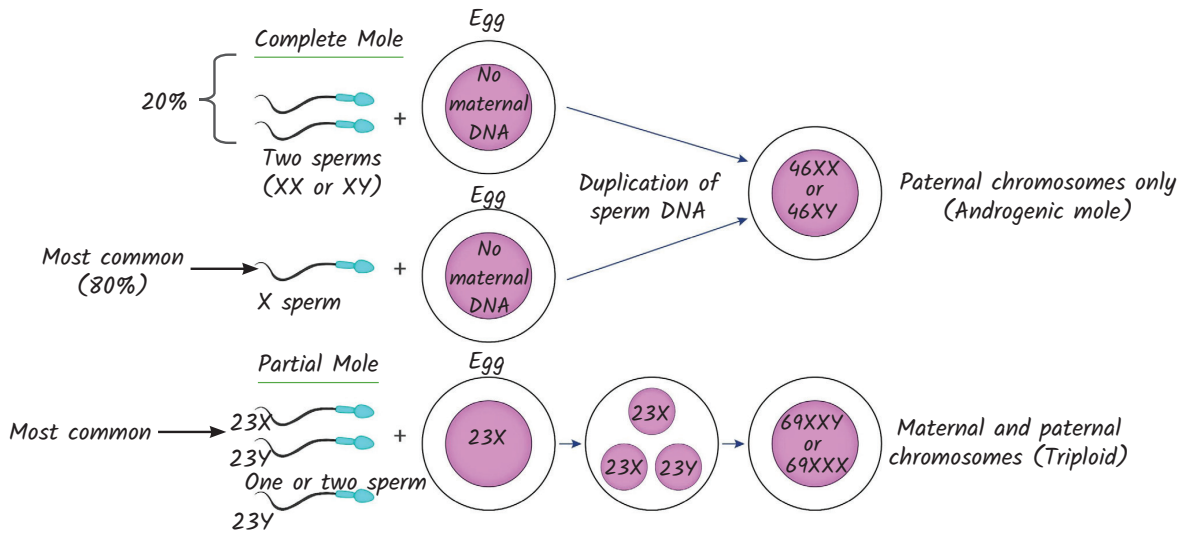 Complete Mole
Egg
20%
No
maternal
DNA
+
Two sperms
(XX or XY)
Duplication of
sperm DNA
46XX
or
46XY
Paternal chromosomes only
(Androgenic mole)
Egg
Most common
(80%)
+
No
maternal
DNA
X sperm
Partial Mole
Egg
Most common
23X
23Y
One or two sperm
23Y
+
23X
23X
23X
23Y
69XXY
or
69XXX
Maternal and paternal
chromosomes (Triploid)